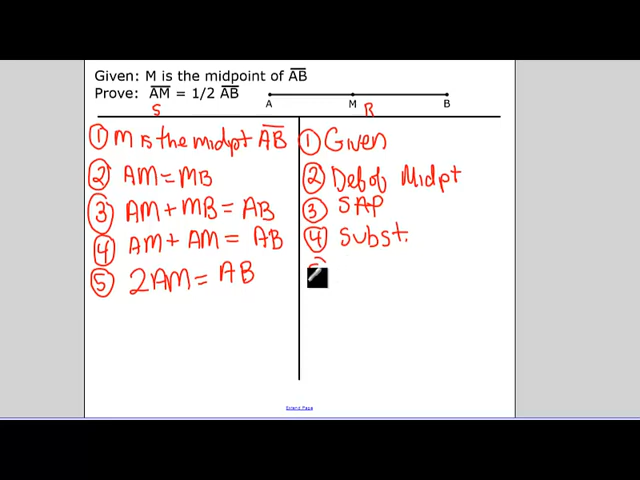 Given: M is the midpoint of AB
Prove: AM = 1/2 AB
A M B
S R
① M is the midpt AB ① Given
② AM = MB ② Def of Midpt
③ AM + MB = AB ③ SAP
④ AM + AM = AB ④ Subst.
⑤ 2AM = AB
Extend Page